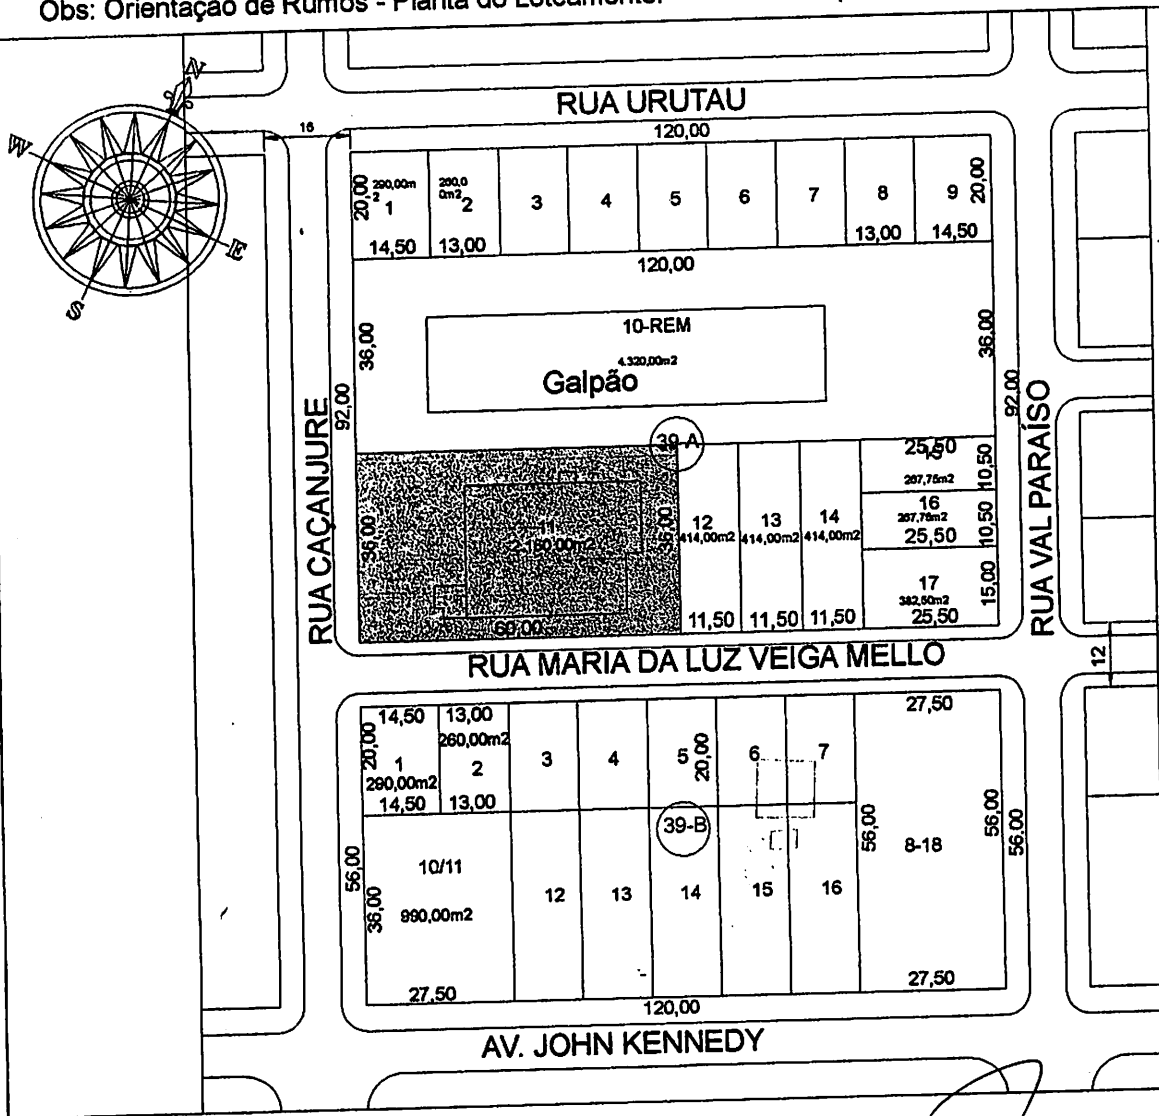 Obs: Orientação de Rumos - Planta do Loteamento.
N
W
E
S
16
RUA URUTAU
120,00
20,00
290,00m2
1
14,50
260,00m2
2
13,00
3
4
5
6
7
8
13,00
9
14,50
20,00
120,00
36,00
10-REM
4.320,00m2
Galpão
36,00
92,00
92,00
RUA CAÇANJURE
RUA VAL PARAÍSO
39-A
36,00
11
2.160,00m2
36,00
60,00
12
414,00m2
11,50
13
414,00m2
11,50
14
414,00m2
11,50
25,50
267,75m2
10,50
16
267,75m2
25,50
10,50
17
382,50m2
25,50
15,00
RUA MARIA DA LUZ VEIGA MELLO
12
14,50
20,00
1
290,00m2
14,50
13,00
260,00m2
2
13,00
3
4
5
20,00
6
7
27,50
39-B
56,00
36,00
10/11
990,00m2
27,50
12
13
14
15
16
56,00
8-18
56,00
56,00
27,50
120,00
AV. JOHN KENNEDY